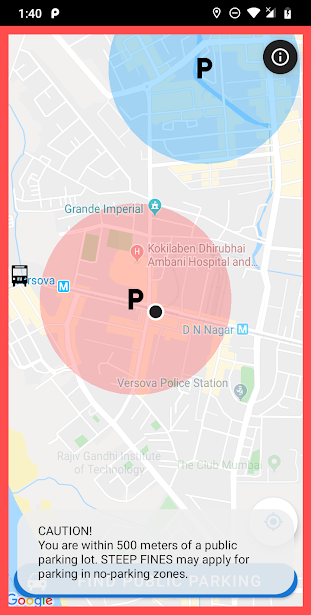 1:40
P
P
Grande Imperial
Kokilaben Dhirubhai
Ambani Hospital and...
Versova
M
P
D N Nagar M
Versova Police Station
Rajiv Gandhi Institute
of Technology
The Club Mumbai
CAUTION!
You are within 500 meters of a public
parking lot. STEEP FINES may apply for
parking in no-parking zones.
FIND PUBLIC PARKING
Google